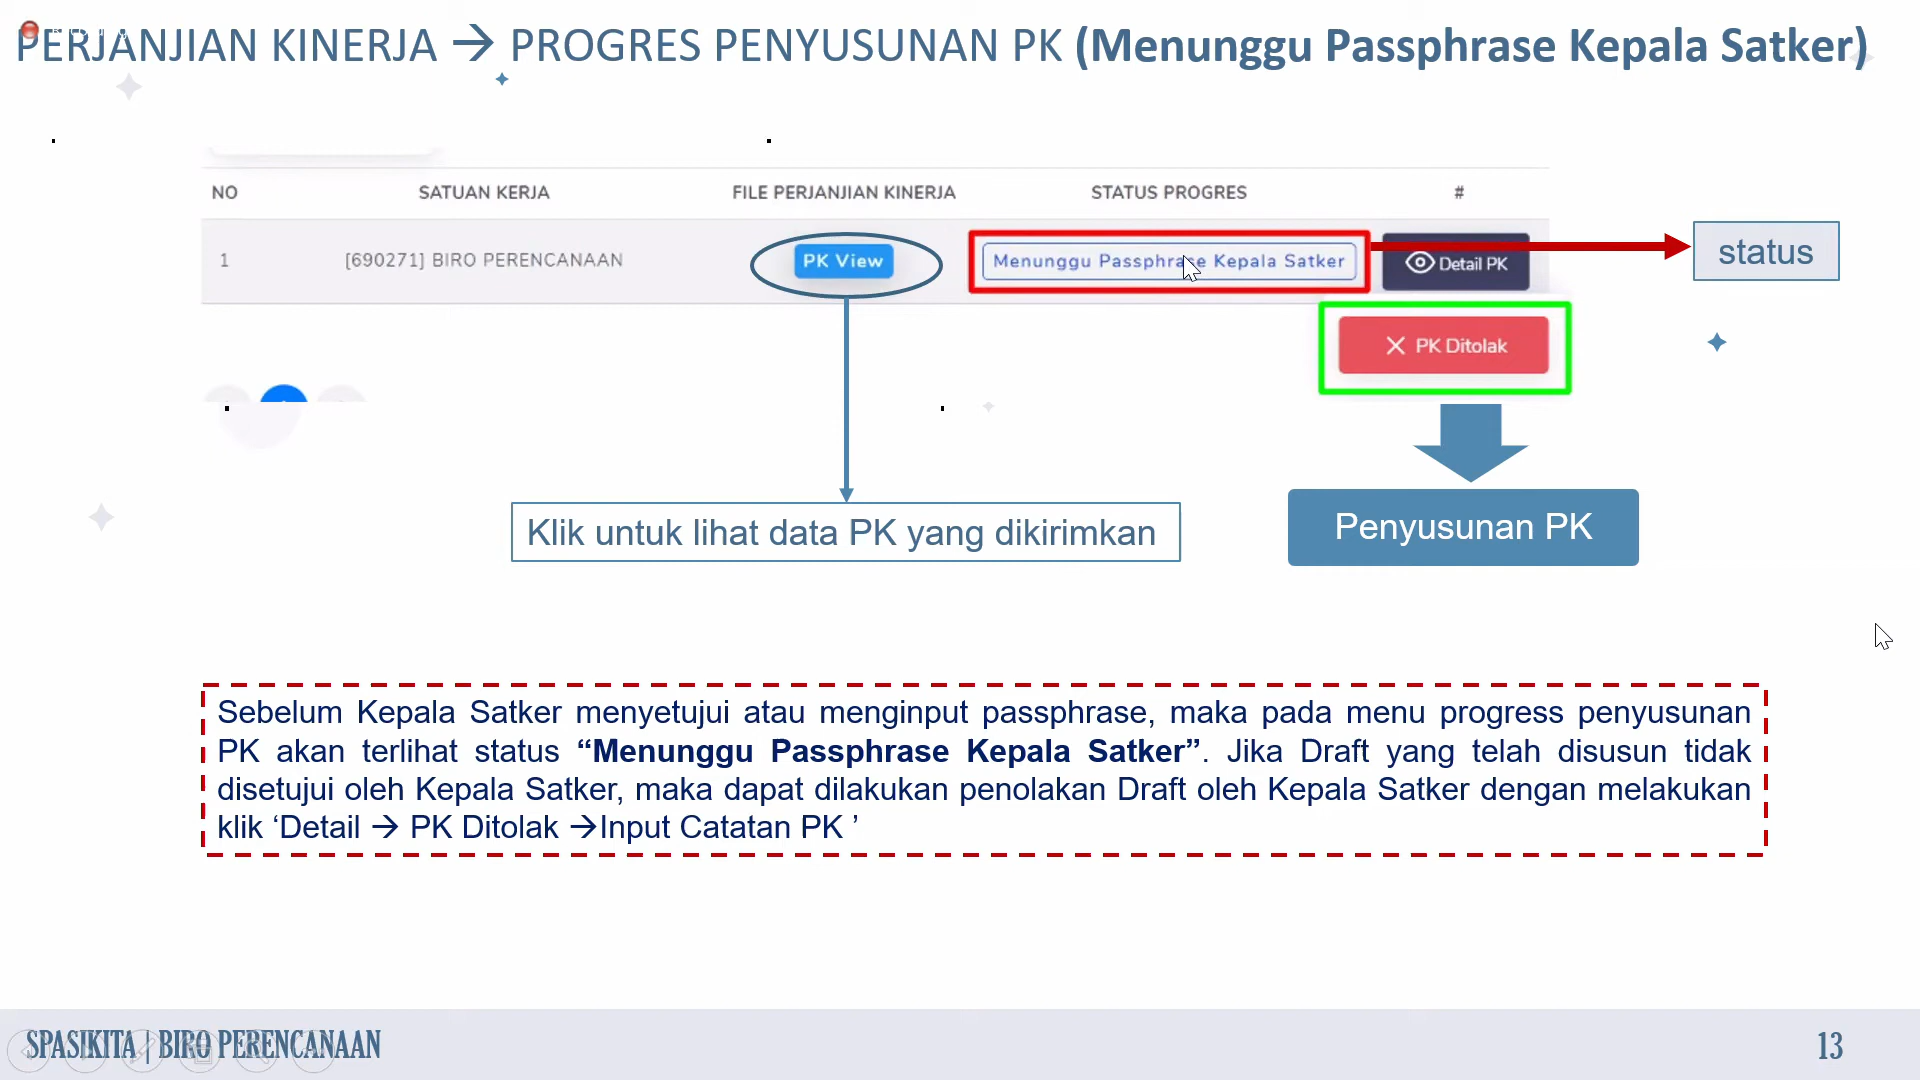 PERJANJIAN KINERJA → PROGRES PENYUSUNAN PK (Menunggu Passphrase Kepala Satker)
NO SATUAN KERJA FILE PERJANJIAN KINERJA STATUS PROGRES #
1 [690271] BIRO PERENCANAAN PK View Menunggu Passphrase Kepala Satker Detail PK
status
PK Ditolak
Klik untuk lihat data PK yang dikirimkan
Penyusunan PK
Sebelum Kepala Satker menyetujui atau menginput passphrase, maka pada menu progress penyusunan
PK akan terlihat status “Menunggu Passphrase Kepala Satker”. Jika Draft yang telah disusun tidak
disetujui oleh Kepala Satker, maka dapat dilakukan penolakan Draft oleh Kepala Satker dengan melakukan
klik ‘Detail → PK Ditolak →Input Catatan PK ’
SPASIKITA | BIRO PERENCANAAN
13